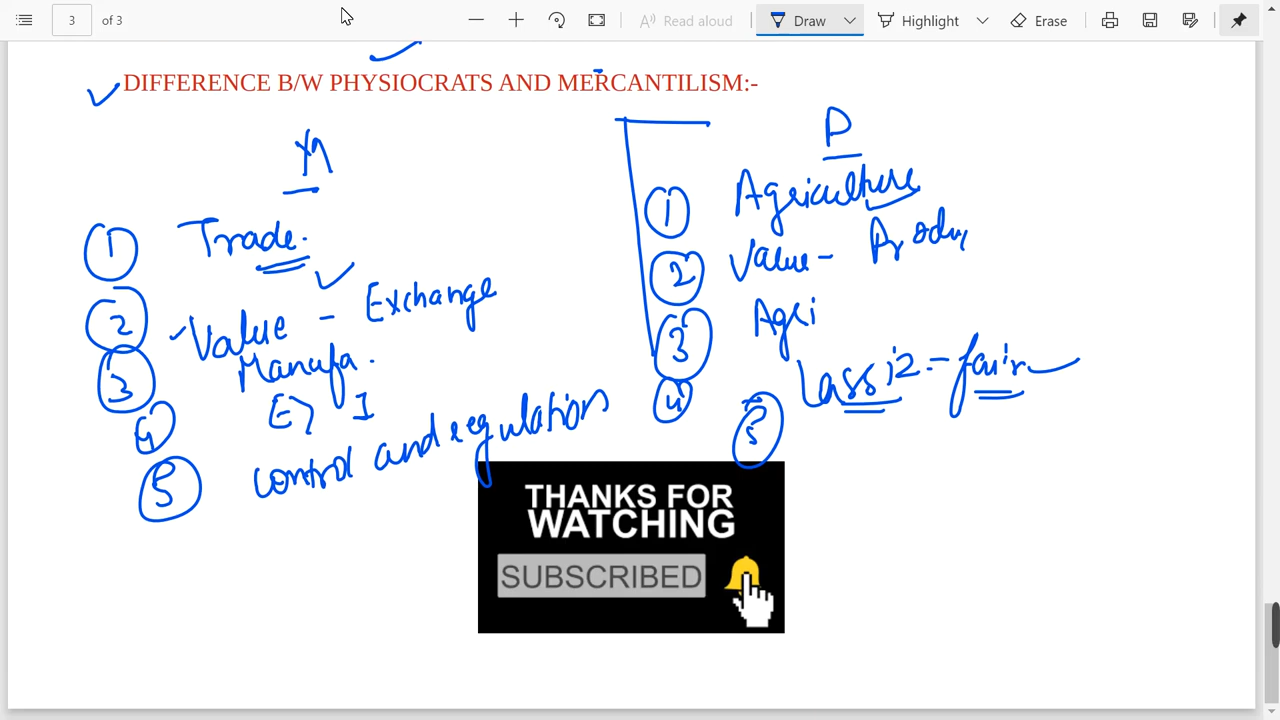 3 of 3
Read aloud
Draw
Highlight
Erase
DIFFERENCE B/W PHYSIOCRATS AND MERCANTILISM:-
M
① Trade.
② Value - Exchange
③ Manufa.
④ E > I
⑤ control and regulation
P
① Agriculture
② Value - Produ
③ Agri
④ Lassiz - fair
⑤
THANKS FOR
WATCHING
SUBSCRIBED